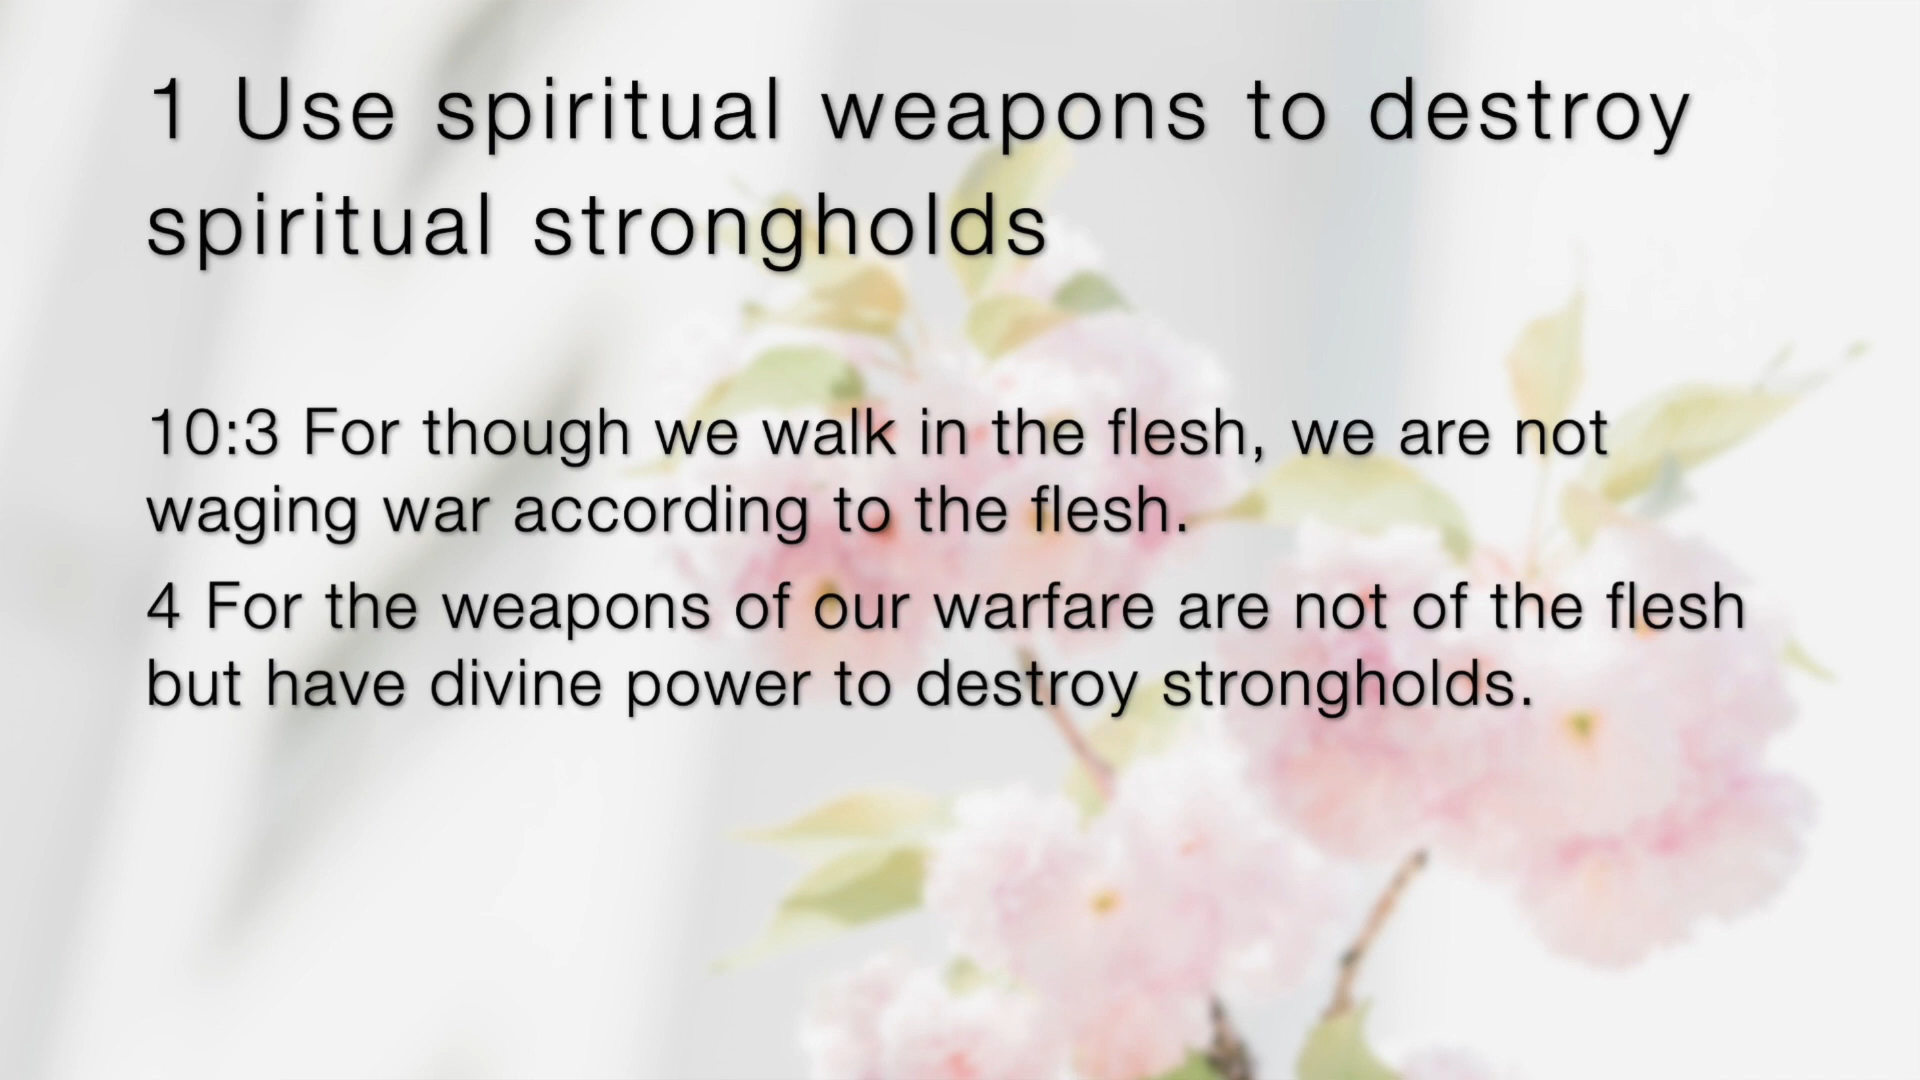 1 Use spiritual weapons to destroy
spiritual strongholds
10:3 For though we walk in the flesh, we are not
waging war according to the flesh.
4 For the weapons of our warfare are not of the flesh
but have divine power to destroy strongholds.